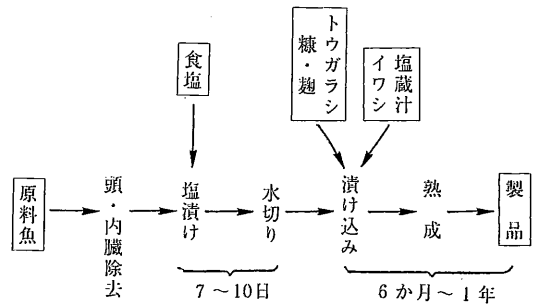 食塩
トウガラシ
糠・麹
塩蔵汁
イワシ
原料魚
頭・内臓除去
塩漬け
水切り
漬け込み
熟成
製品
7～10日
6か月～1年